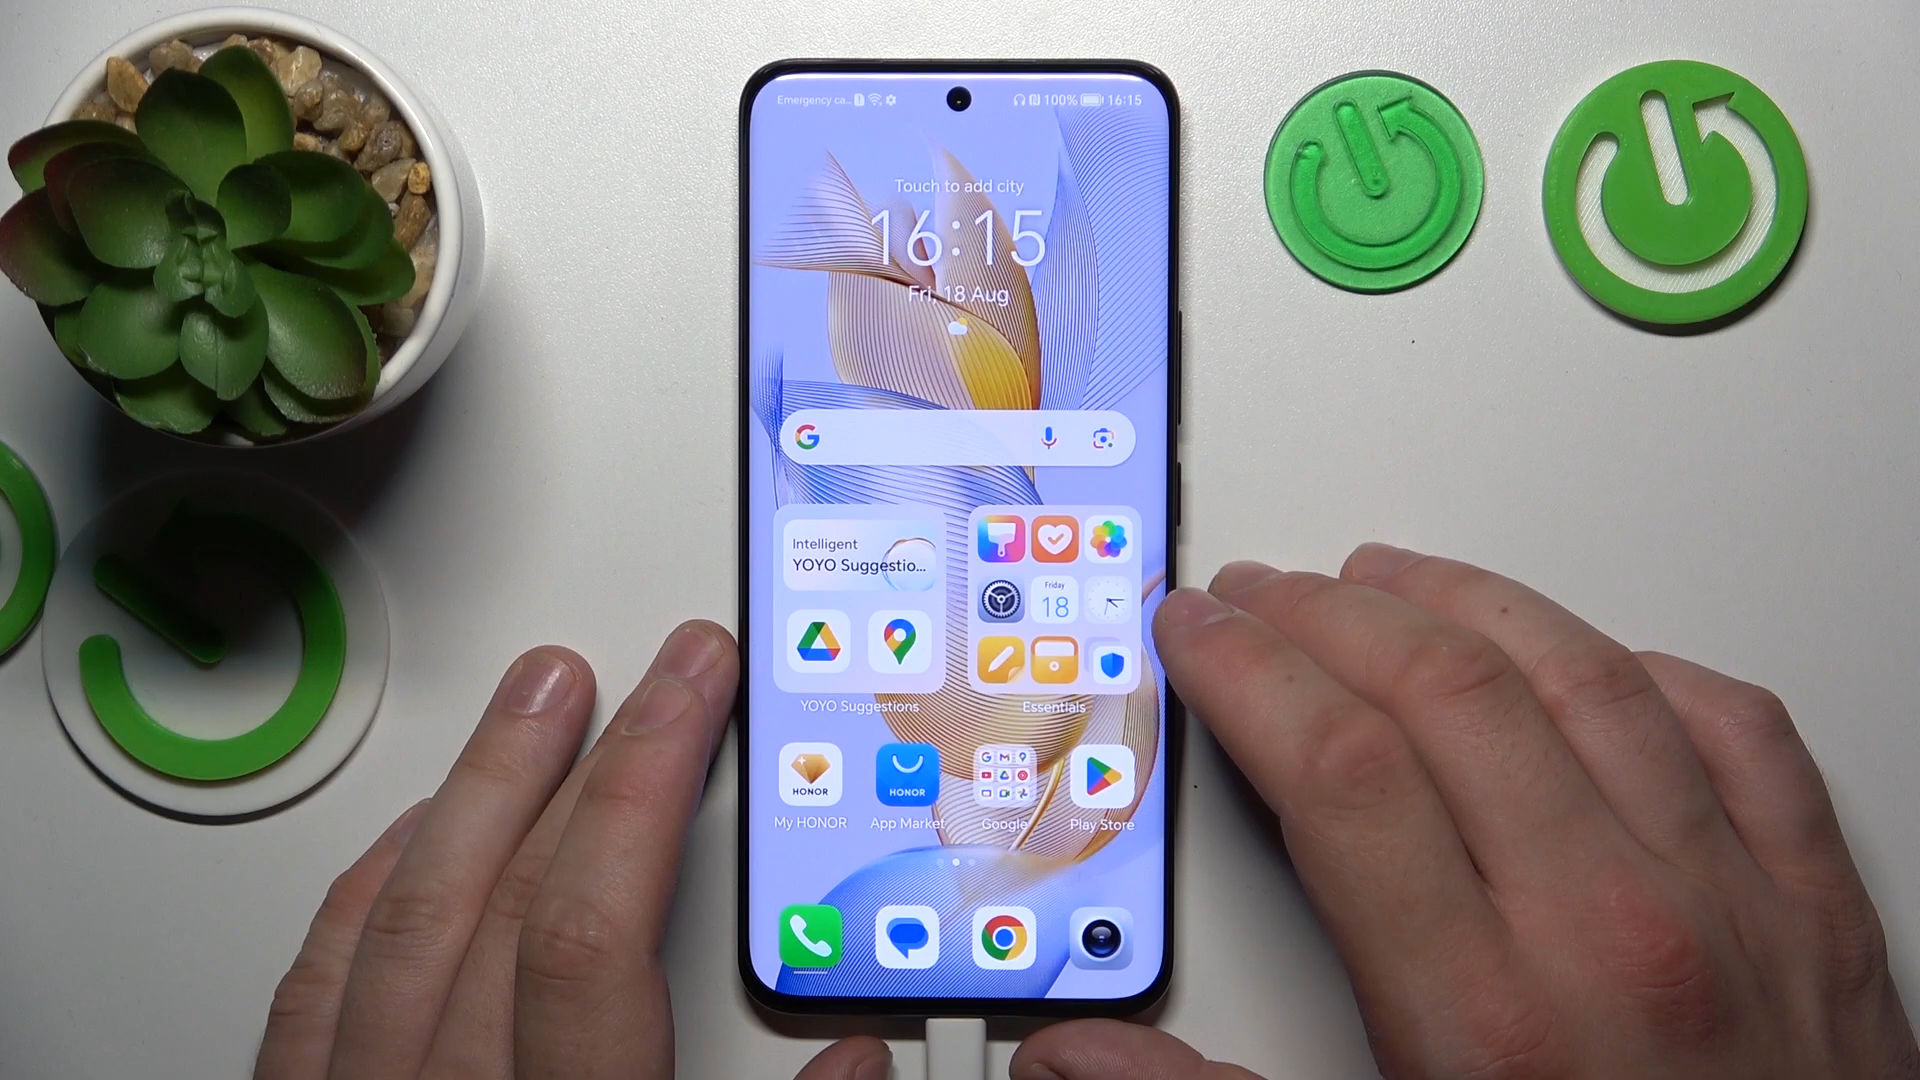 Emergency ca...
100%
16:15
Touch to add city
16:15
Fri, 18 Aug
Intelligent
YOYO Suggestio...
Friday
18
YOYO Suggestions
Essentials
HONOR
HONOR
My HONOR
App Market
Google
Play Store